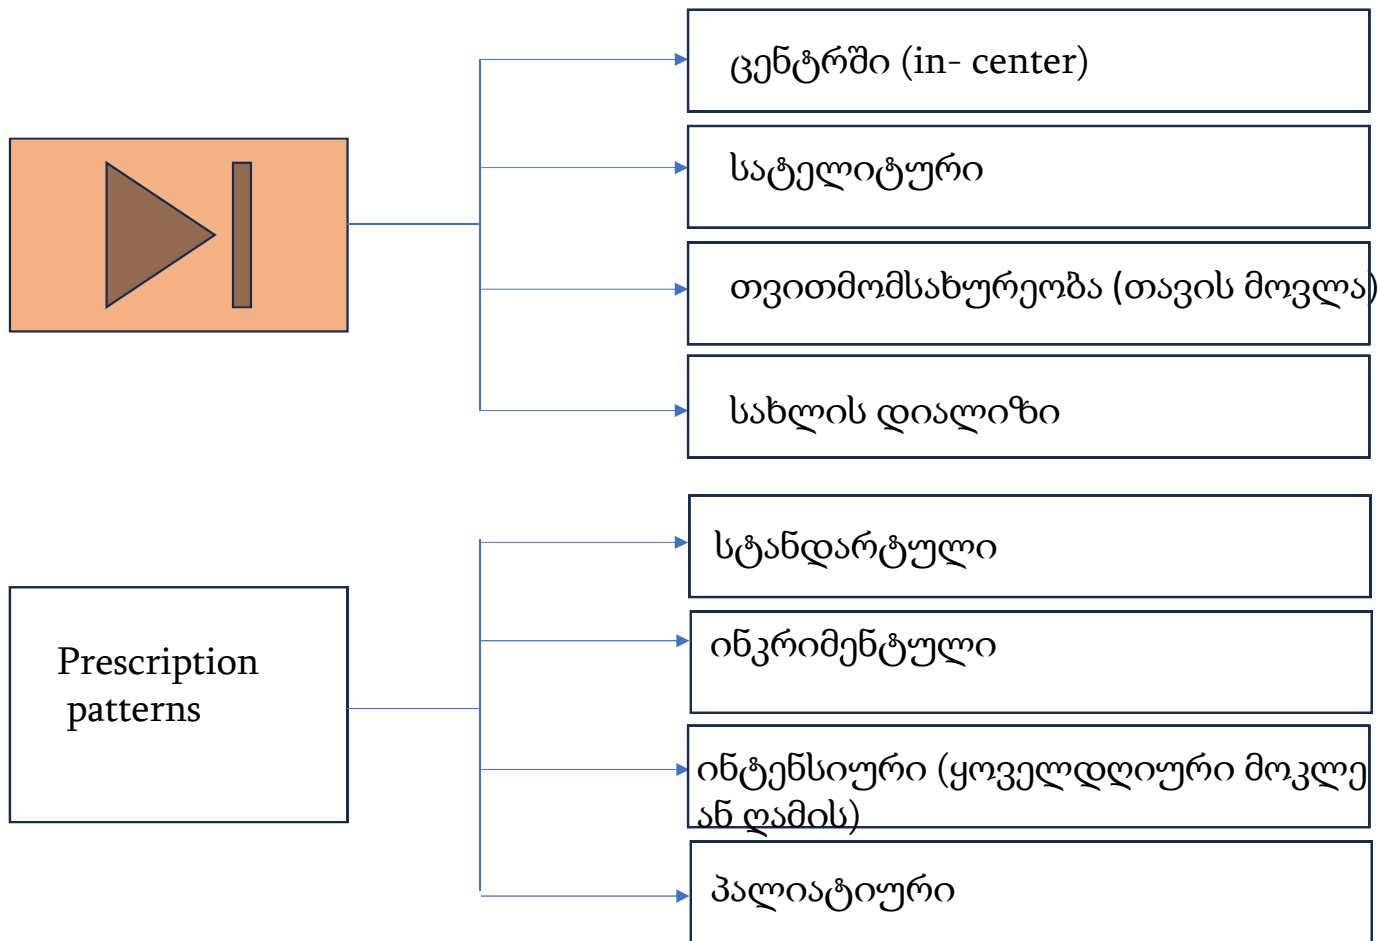 ცენტრში (in- center)
სატელიტური
თვითმომსახურეობა (თავის მოვლა)
სახლის დიალიზი
Prescription
patterns
სტანდარტული
ინკრიმენტული
ინტენსიური (ყოველდღიური მოკლე
ან ღამის)
პალიატიური